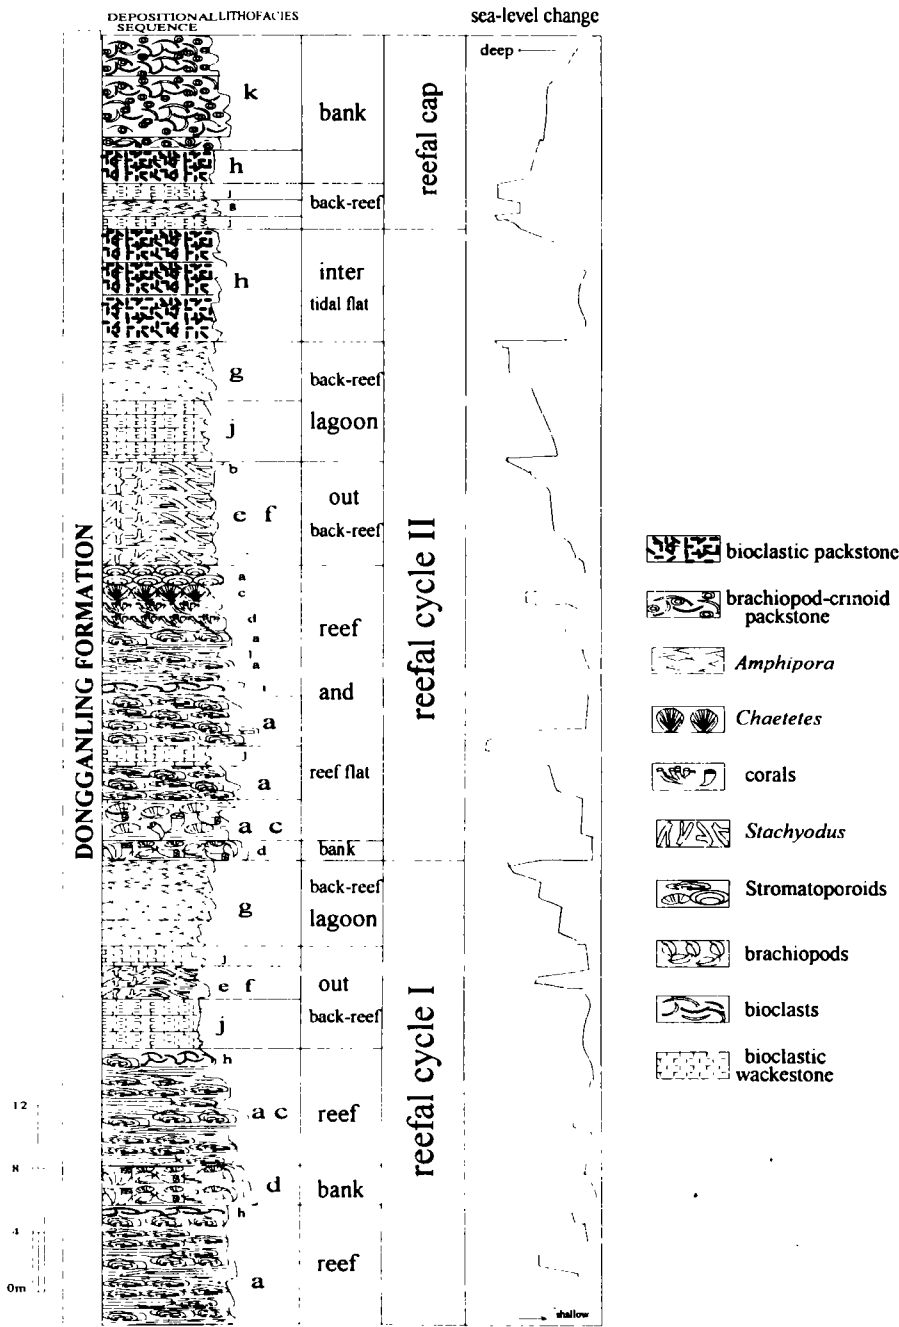 DEPOSITIONAL LITHOFACIES
SEQUENCE
sea-level change
deep
k
bank
h
reefal cap
j
back-reef
a
j
inter
h
tidal flat
g
back-reef
lagoon
j
b
out
e f
back-reef
a
c
d
reef
a
a
and
a
reefal cycle II
j
reef flat
a
a c
d
bank
back-reef
g
lagoon
j
e f
out
j
back-reef
h
a c
reef
reefal cycle I
d
bank
h
reef
a
shallow
DONGGANLING FORMATION
12
8
4
0m
bioclastic packstone
brachiopod-crinoid
packstone
Amphipora
Chaetetes
corals
Stachyodus
Stromatoporoids
brachiopods
bioclasts
bioclastic
wackestone